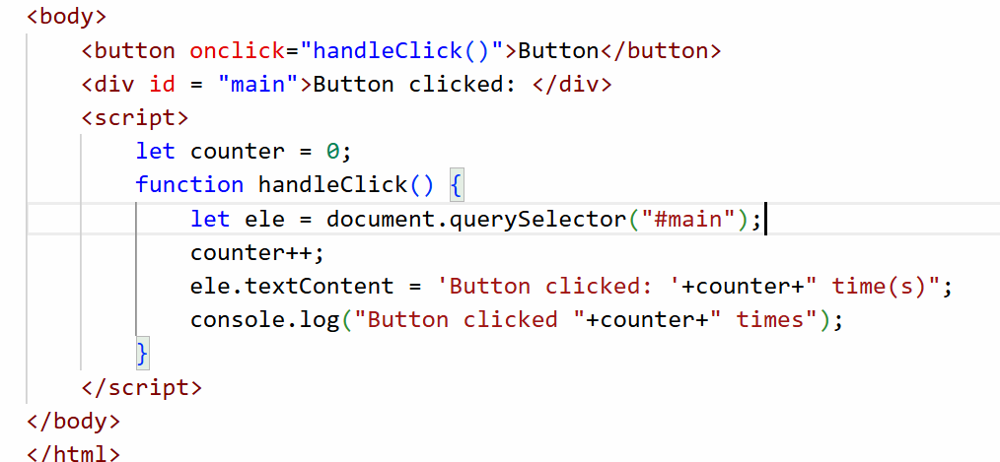 <body>
<button onclick="handleClick()">Button</button>
<div id = "main">Button clicked: </div>
<script>
let counter = 0;
function handleClick() {
let ele = document.querySelector("#main");
counter++;
ele.textContent = 'Button clicked: '+counter+" time(s)";
console.log("Button clicked "+counter+" times");
}
</script>
</body>
</html>